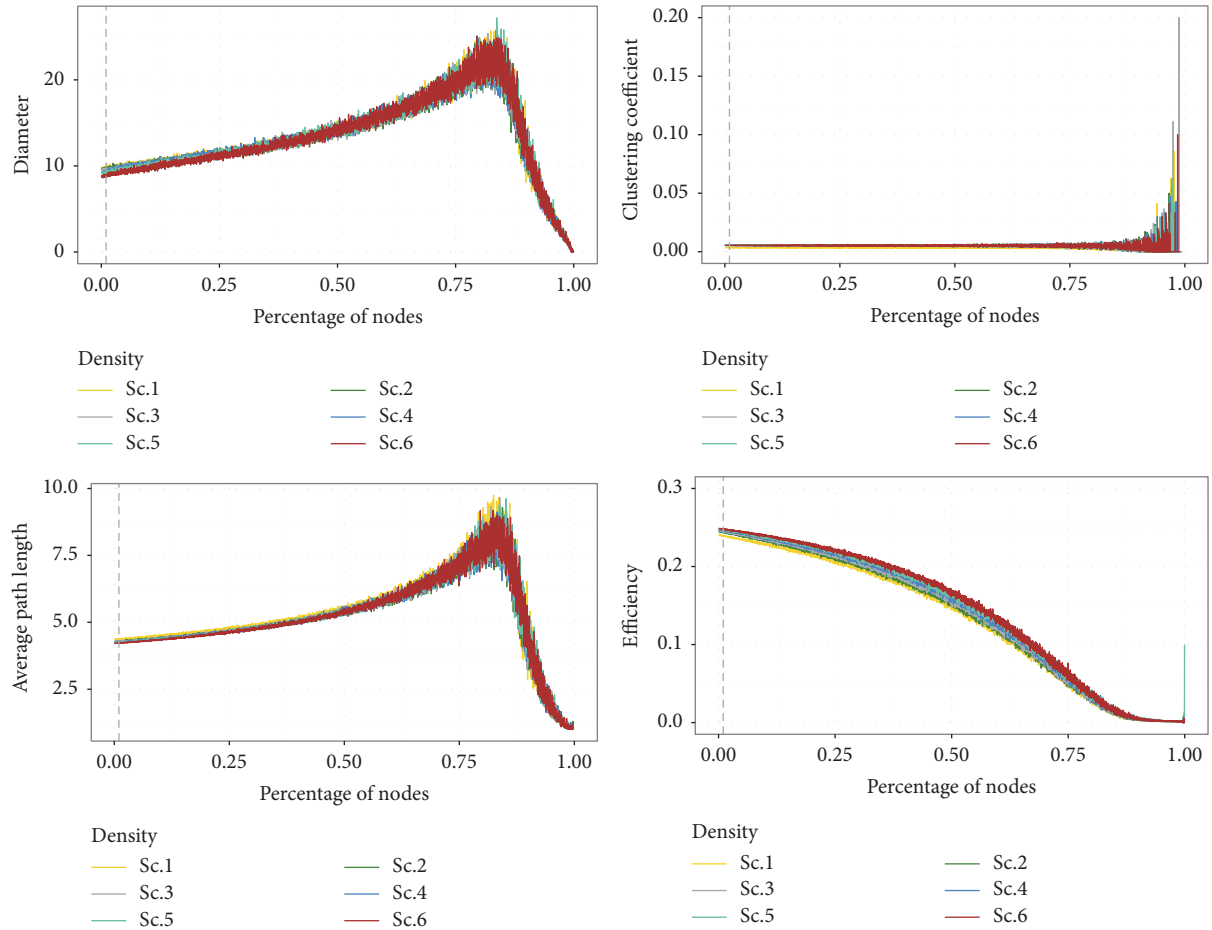 Diameter
20
10
0
0.00 0.25 0.50 0.75 1.00
Percentage of nodes
Density
Sc.1 Sc.2
Sc.3 Sc.4
Sc.5 Sc.6
Clustering coefficient
0.20
0.15
0.10
0.05
0.00
0.00 0.25 0.50 0.75 1.00
Percentage of nodes
Density
Sc.1 Sc.2
Sc.3 Sc.4
Sc.5 Sc.6
Average path length
10.0
7.5
5.0
2.5
0.00 0.25 0.50 0.75 1.00
Percentage of nodes
Density
Sc.1 Sc.2
Sc.3 Sc.4
Sc.5 Sc.6
Efficiency
0.3
0.2
0.1
0.0
0.00 0.25 0.50 0.75 1.00
Percentage of nodes
Density
Sc.1 Sc.2
Sc.3 Sc.4
Sc.5 Sc.6